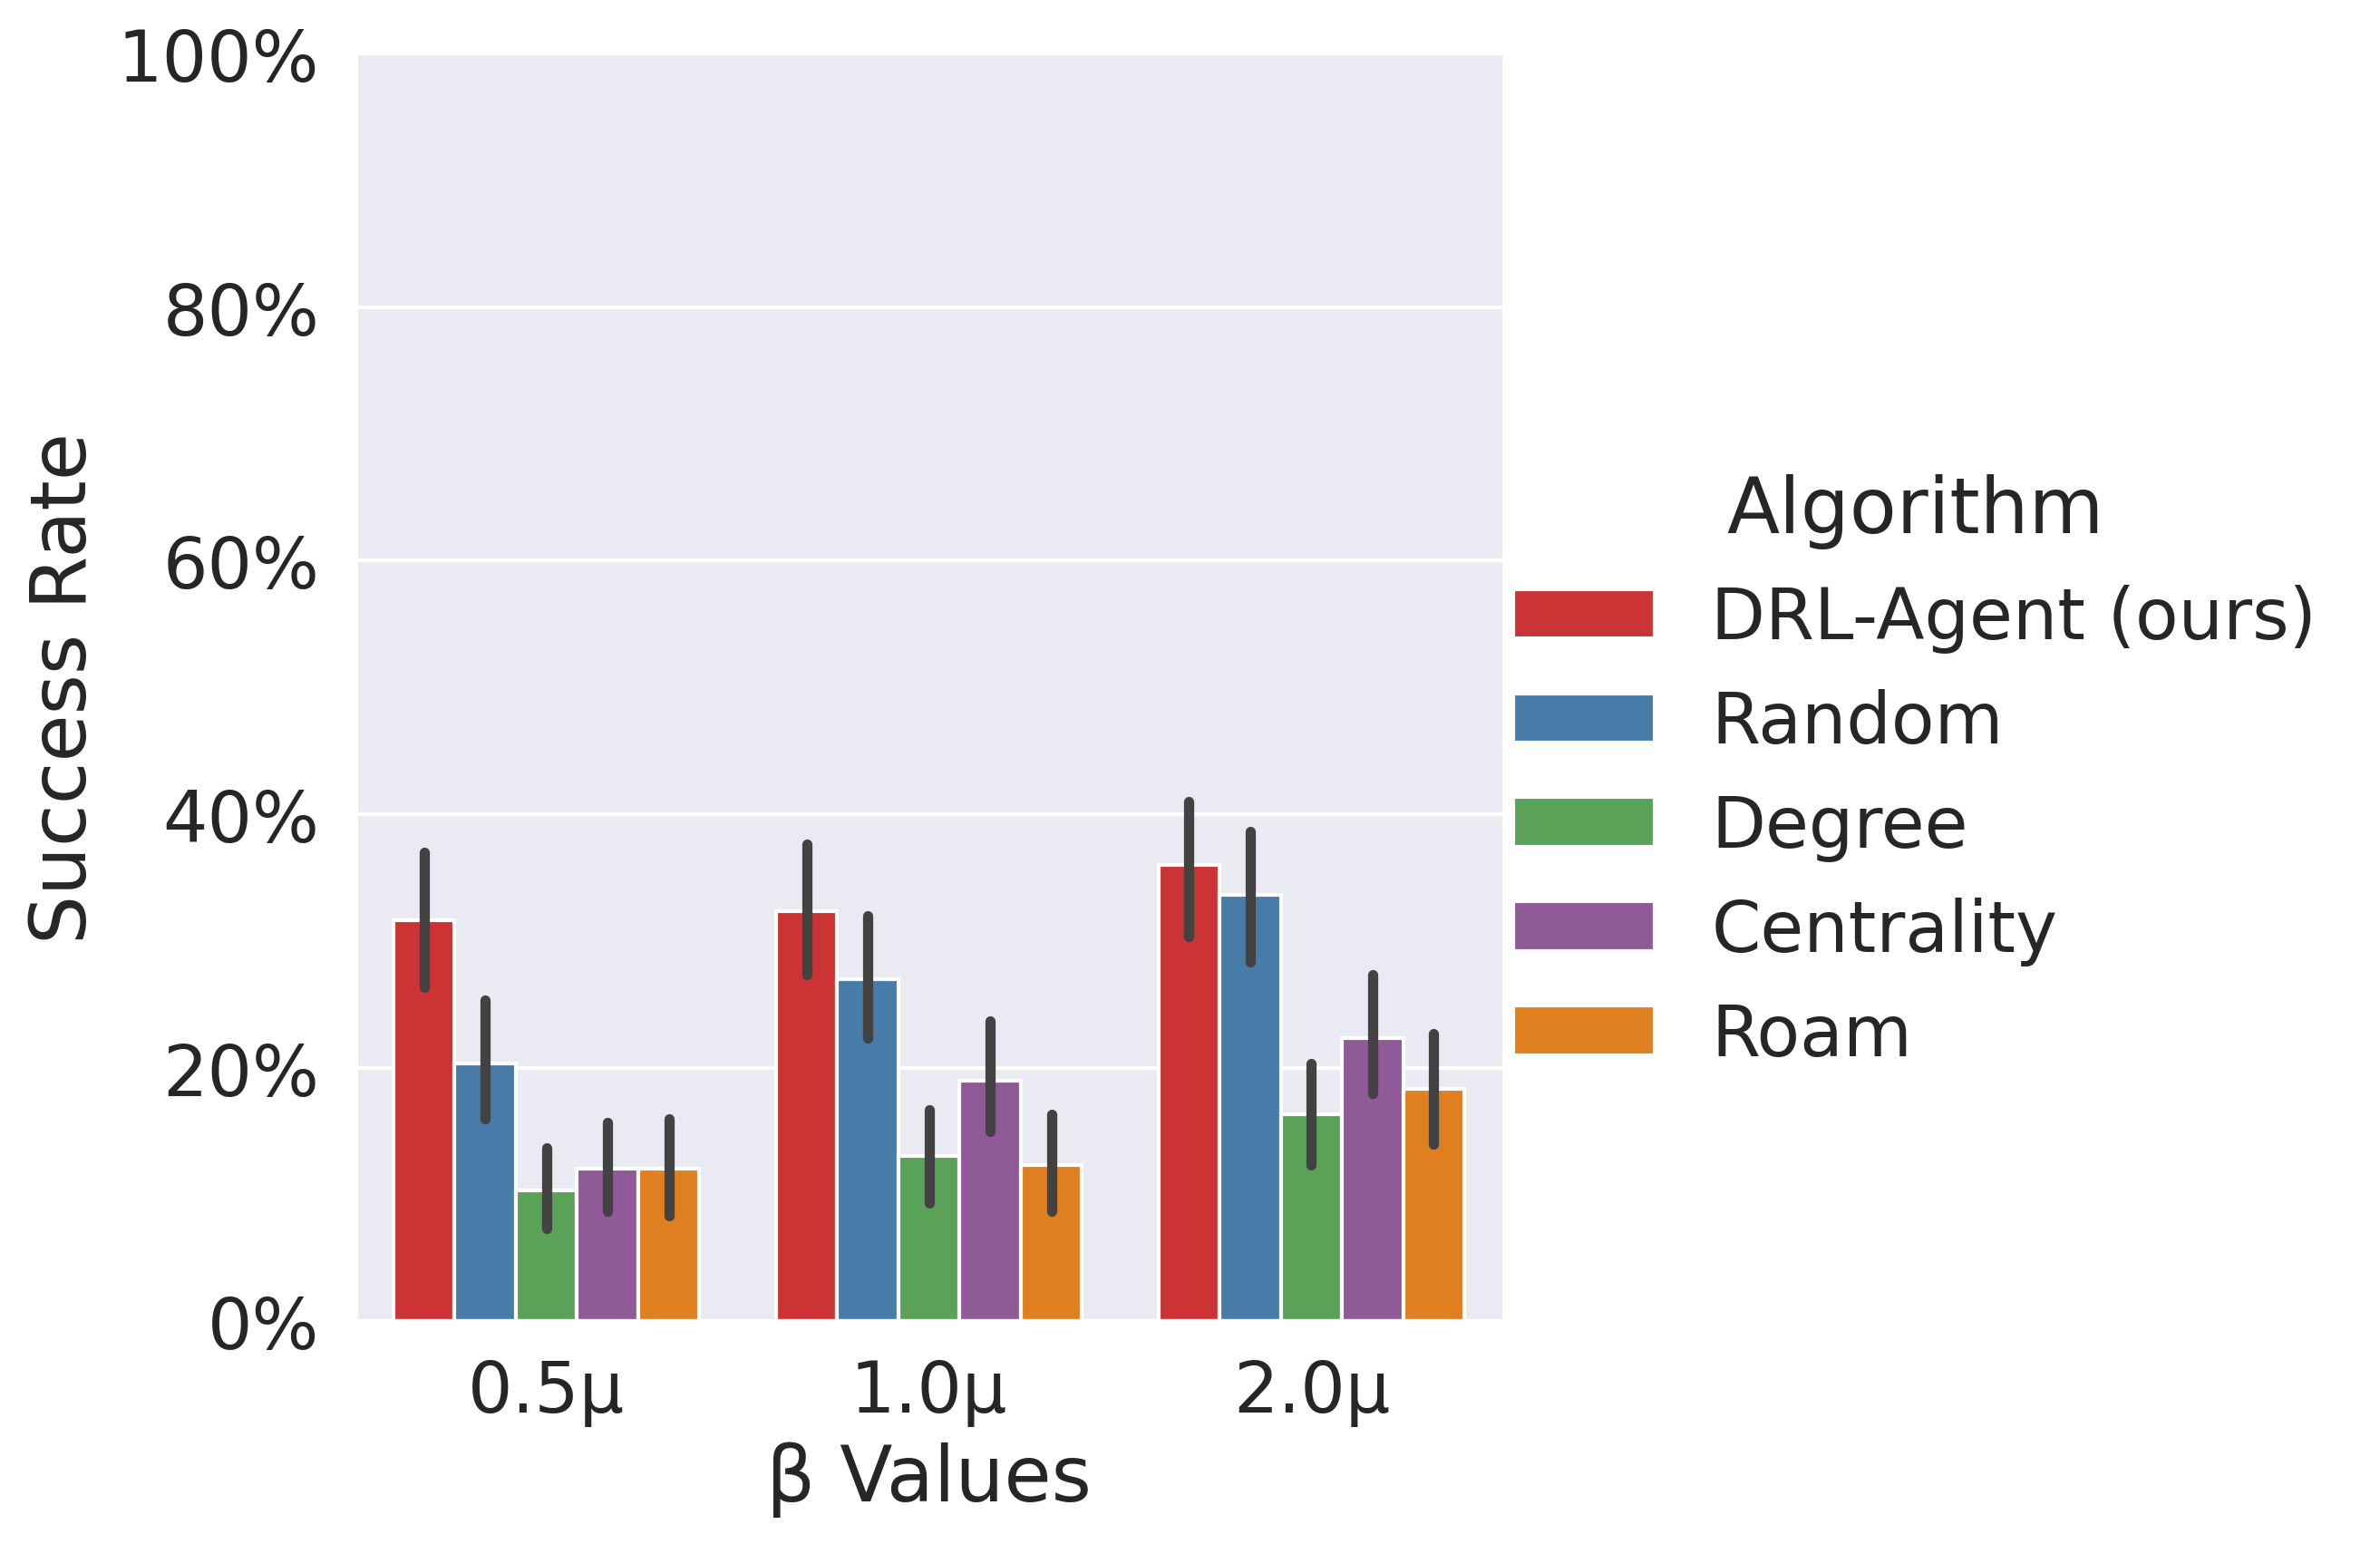 100%
80%
60%
40%
20%
0%
Success Rate
0.5μ
1.0μ
2.0μ
β Values
Algorithm
DRL-Agent (ours)
Random
Degree
Centrality
Roam